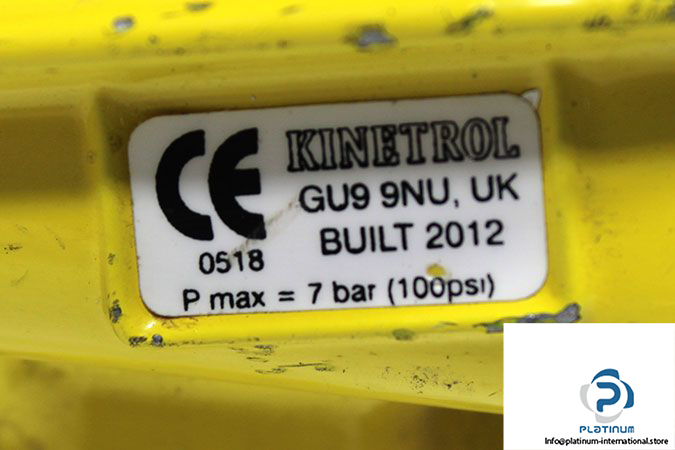 CE KINETROL
GU9 9NU, UK
BUILT 2012
0518
P max = 7 bar (100psi)
PLATINUM
Info@platinum-international.store